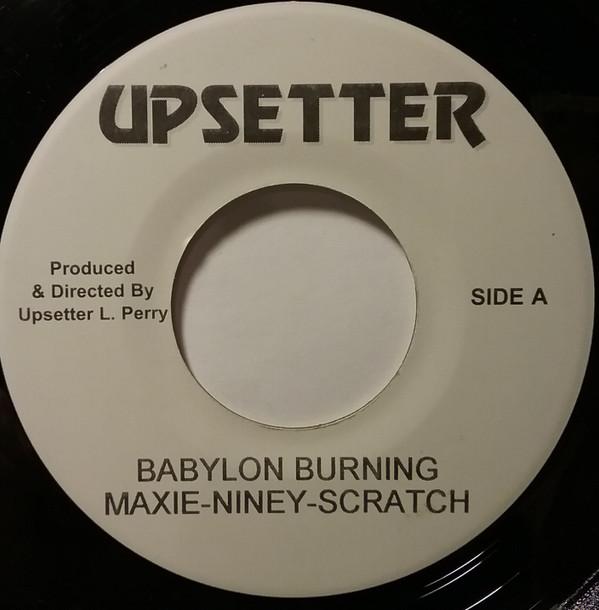 UPSETTER
Produced
& Directed By
Upsetter L. Perry
SIDE A
BABYLON BURNING
MAXIE-NINEY-SCRATCH